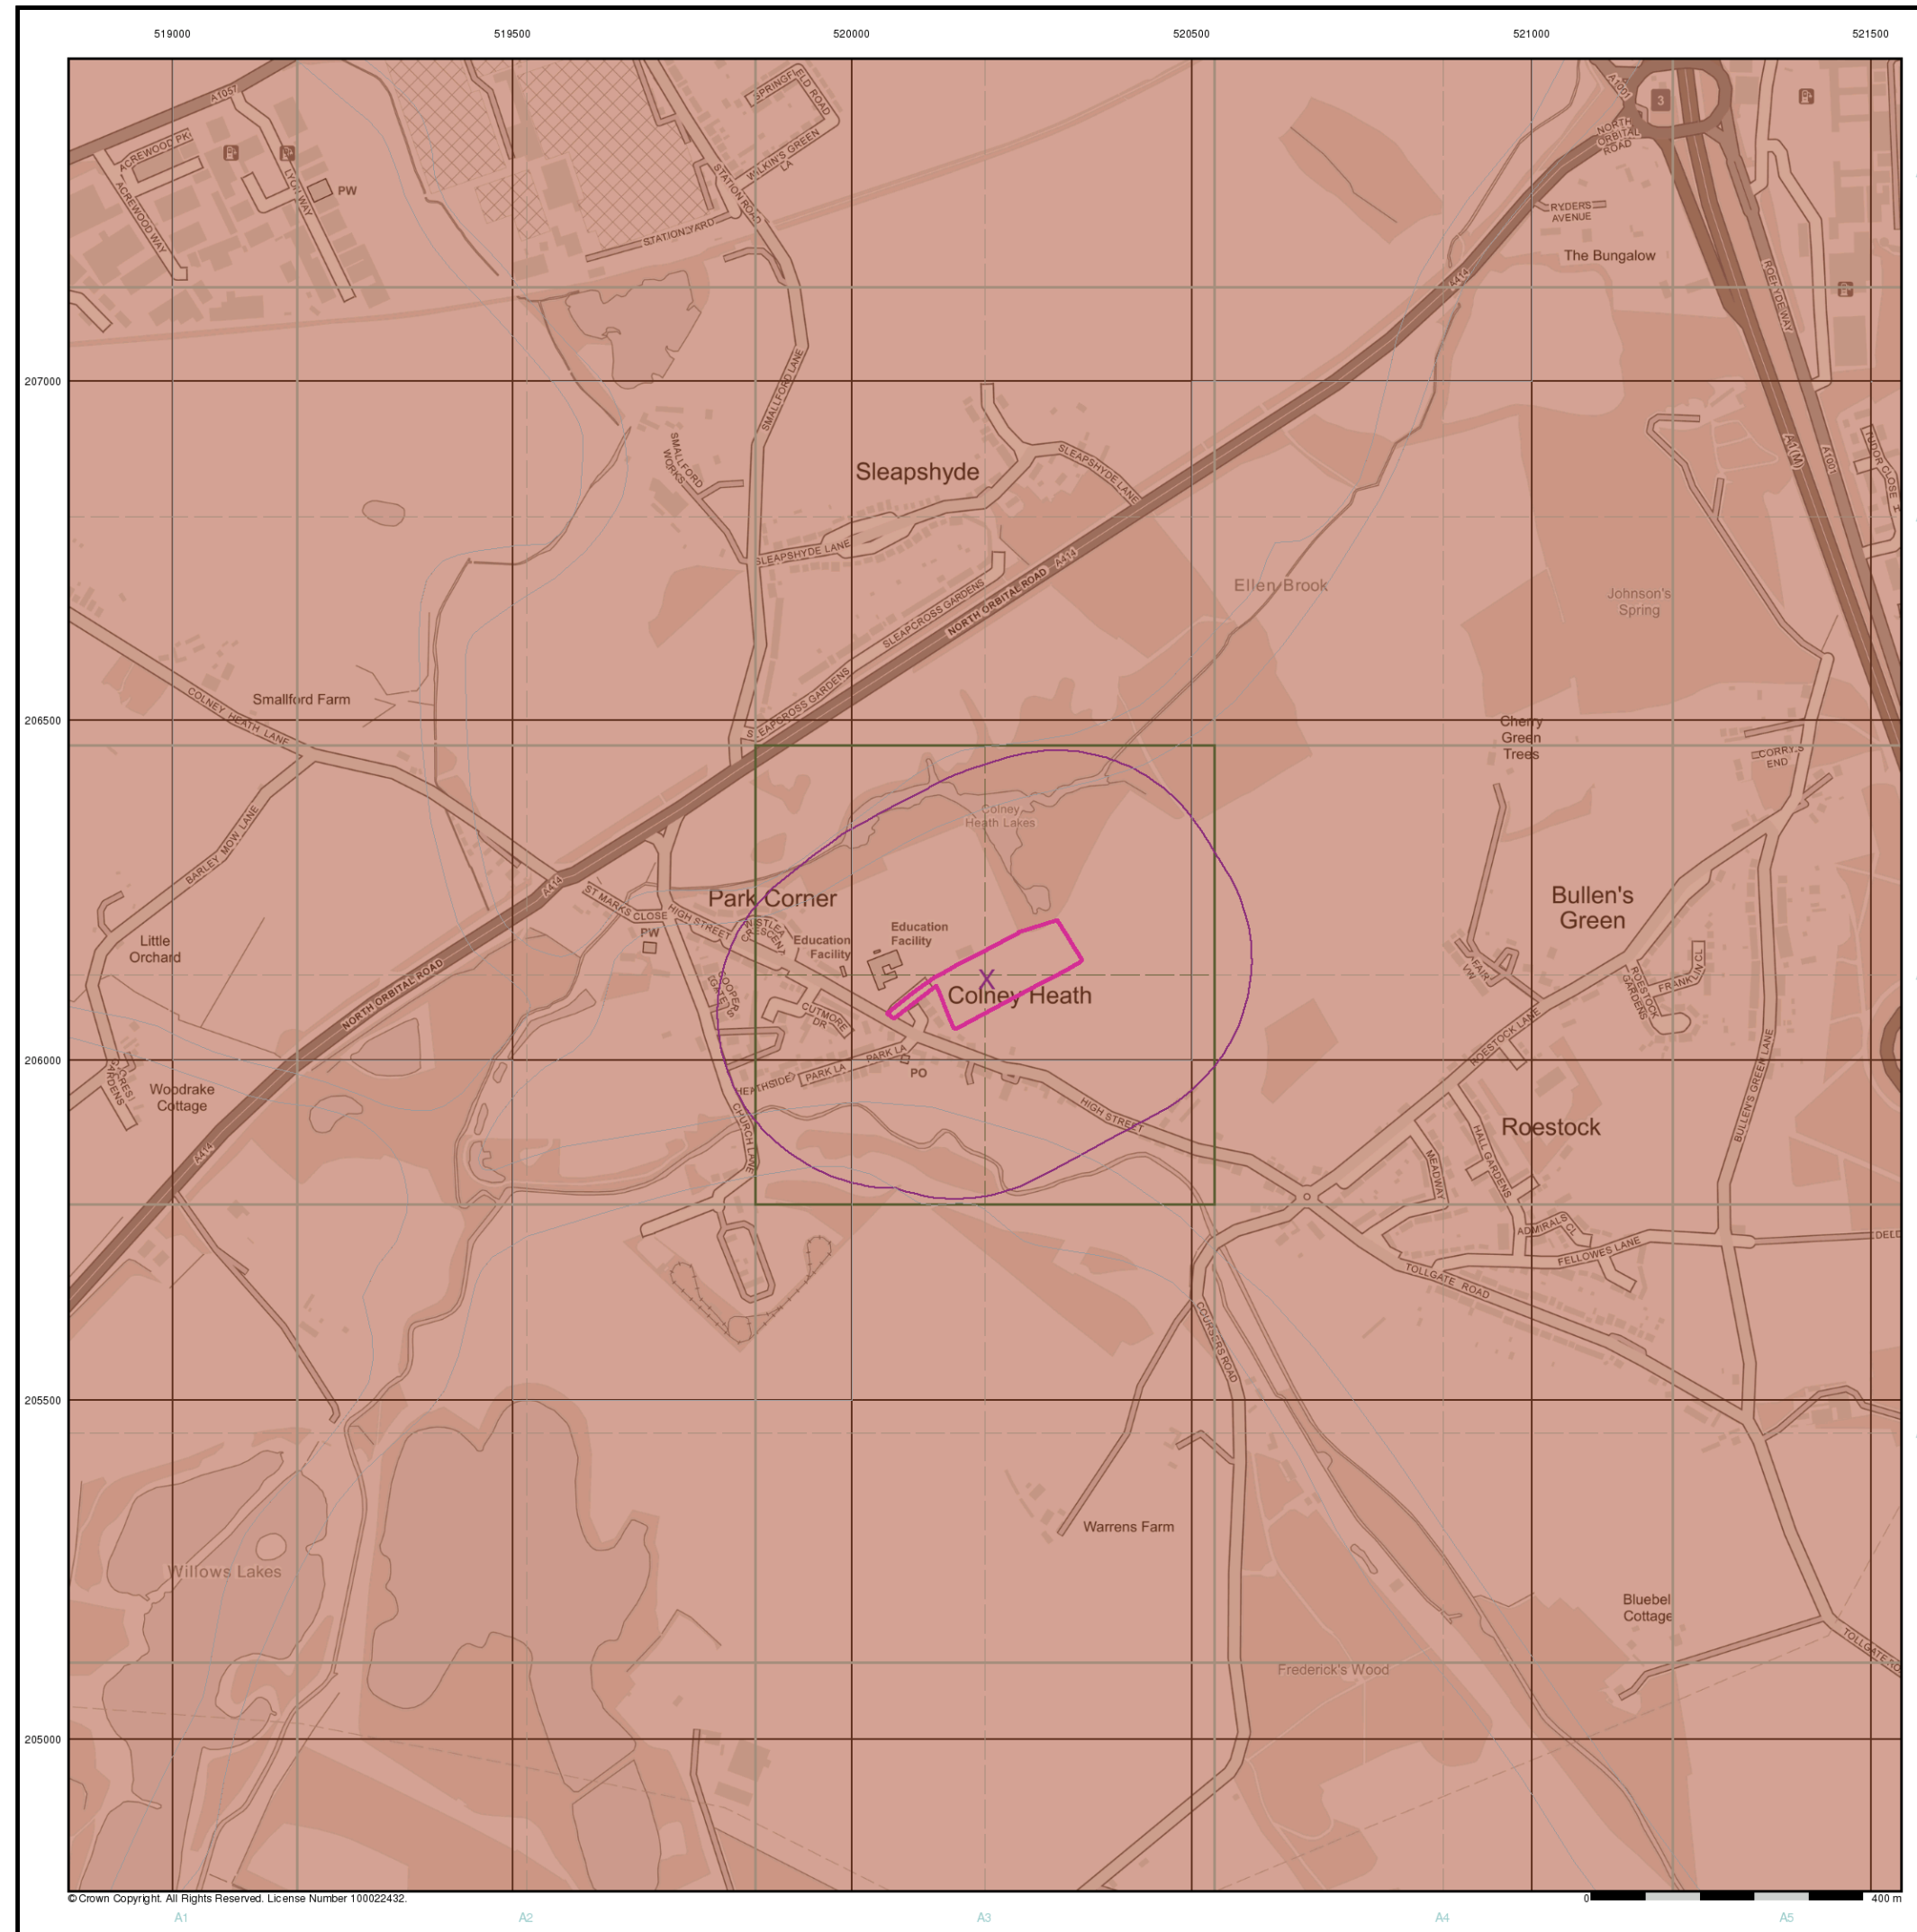 519000
519500
520000
520500
521000
521500
207000
206500
206000
205500
205000
A1057
ACREWOOD PK
ACREWOOD WAY
LYON WAY
PW
SPRINGFIELD ROAD
WILKIN'S GREEN
LA
STATION ROAD
STATION YARD
SMALLFORD LANE
A1001
3
NORTH
ORBITAL
ROAD
RYDERS
AVENUE
The Bungalow
A414
ROEHYDE WAY
A1(M)
A1001
TUDOR CLOSE
Sleapshyde
SMALLFORD
WORKS
SLEAPSHYDE LANE
SLEAPSHYDE LANE
A414
NORTH ORBITAL ROAD
SLEAPCROSS GARDENS
SLEAPCROSS GARDENS
Ellen Brook
Johnson's
Spring
Smallford Farm
COLNEY HEATH LANE
Cherry
Green
Trees
CORRY'S
END
BARLEY MOW LANE
Colney
Heath Lakes
A414
ST MARKS CLOSE
Park Corner
HIGH STREET
PW
Education
Facility
Education
Facility
Bullen's
Green
Little
Orchard
NORTH ORBITAL ROAD
CUTMORE
DR
X
Colney Heath
FAIR
VW
ROESTOCK
GARDENS
FRANKLIN CL
ROESTOCK LANE
PARK LA
PARK LA
HEATHSIDE
PO
Woodrake
Cottage
CHURCH LANE
HIGH STREET
Roestock
BULLEN'S GREEN LANE
HALL GARDENS
MEADWAY
A414
ADMIRALS
CL
FELLOWES LANE
TOLLGATE ROAD
COURSERS ROAD
Warrens Farm
Willows Lakes
Frederick's Wood
Cottage
© Crown Copyright. All Rights Reserved. License Number 100022432.
0
400 m
A1
A2
A3
A4
A5